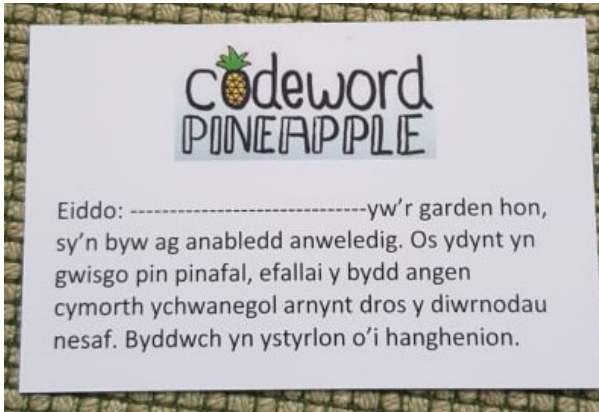 codeword
PINEAPPLE
Eiddo: ------------------------------yw'r garden hon,
sy'n byw ag anabledd anweledig. Os ydynt yn
gwisgo pin pinafal, efallai y bydd angen
cymorth ychwanegol arnynt dros y diwrnodau
nesaf. Byddwch yn ystyrlon o'i hanghenion.